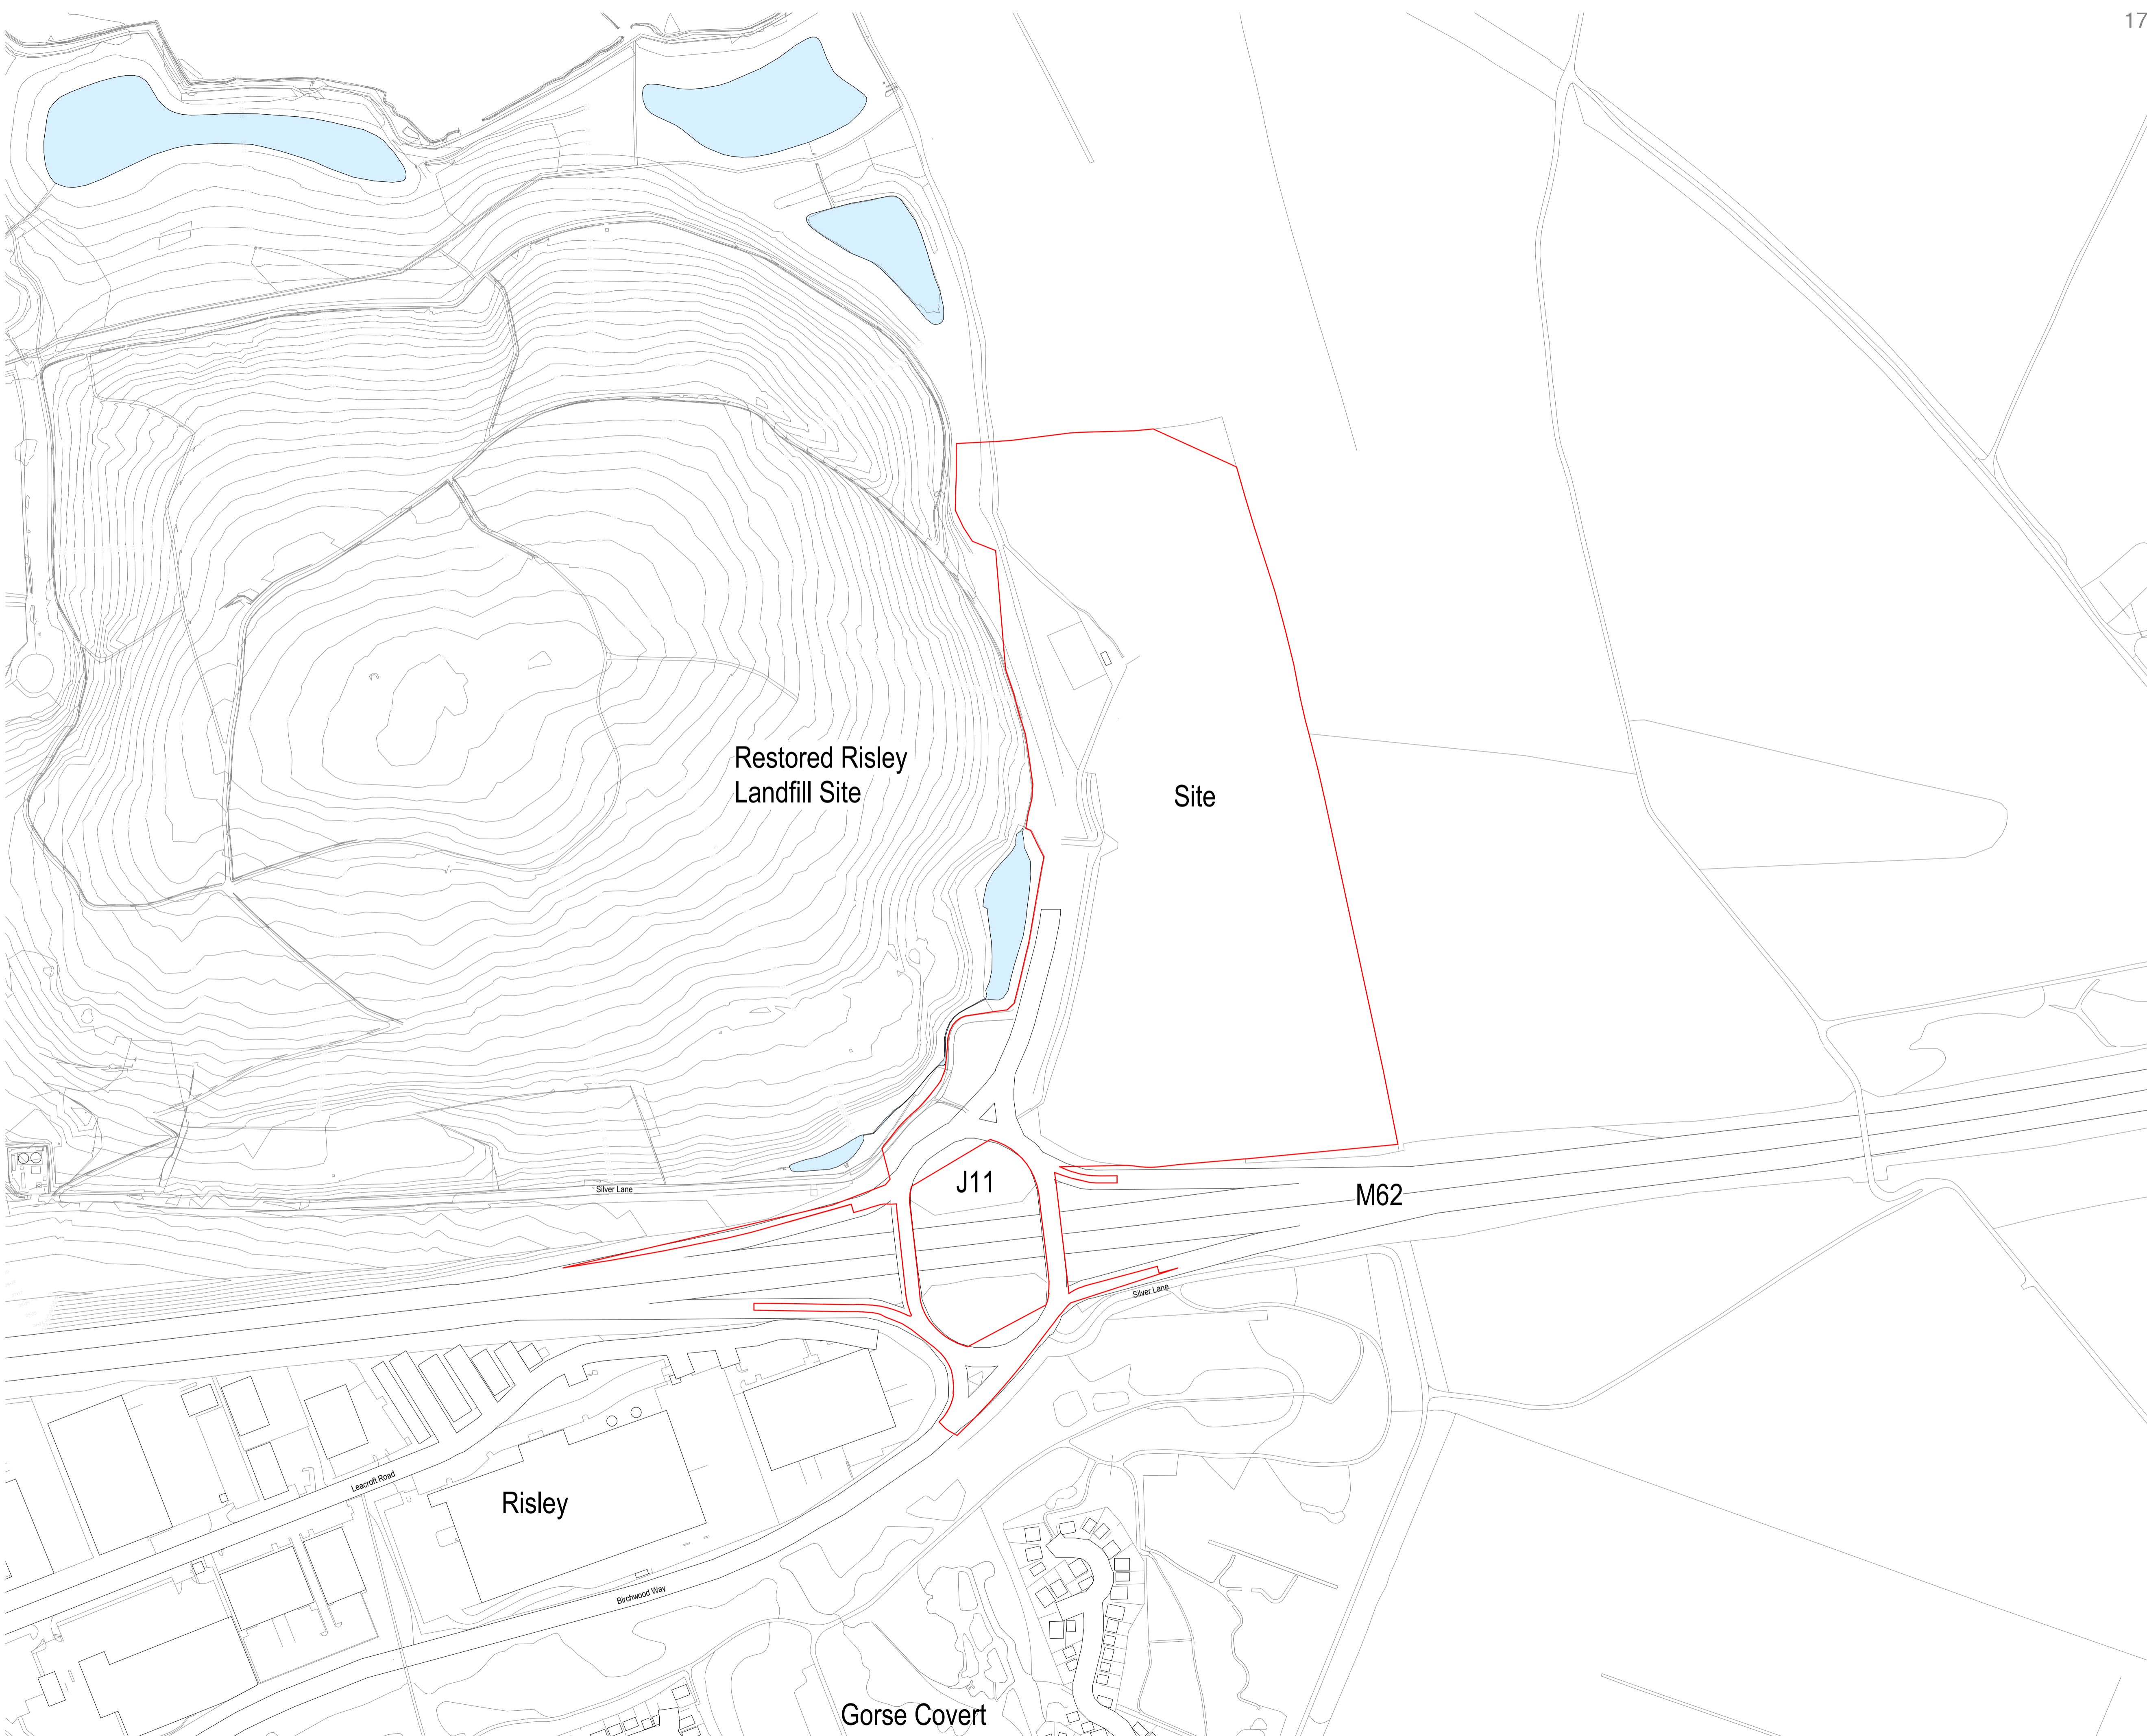 17
Restored Risley
Landfill Site
Site
J11
Silver Lane
M62
Silver Lane
Leacroft Road
Risley
Birchwood Way
Gorse Covert